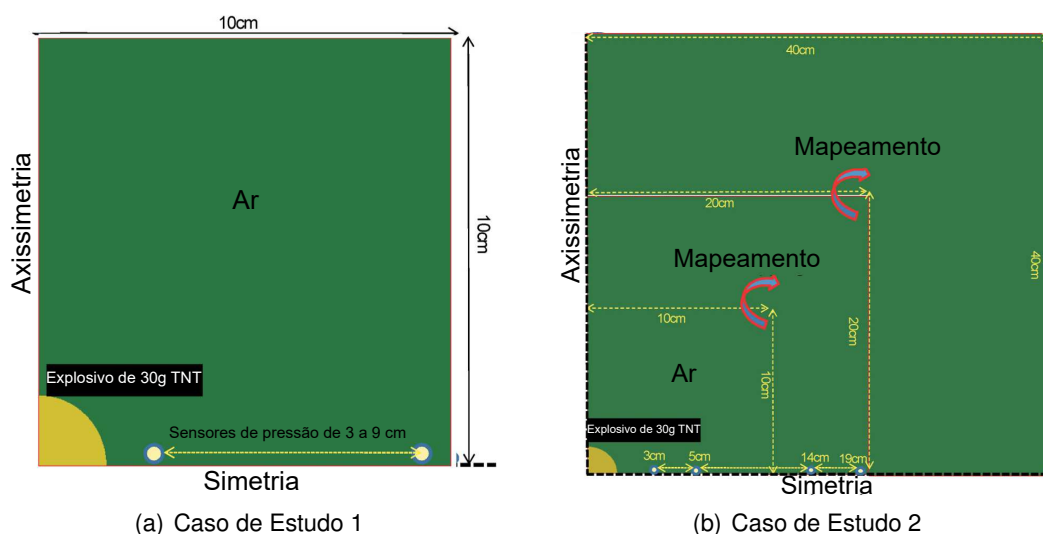 10cm
Axissimetria
Ar
10cm
Explosivo de 30g TNT
Sensores de pressão de 3 a 9 cm
Simetria
(a) Caso de Estudo 1
40cm
Axissimetria
Mapeamento
20cm
Mapeamento
40cm
10cm
20cm
Ar
10cm
Explosivo de 30g TNT
3cm 5cm 14cm 19cm
Simetria
(b) Caso de Estudo 2